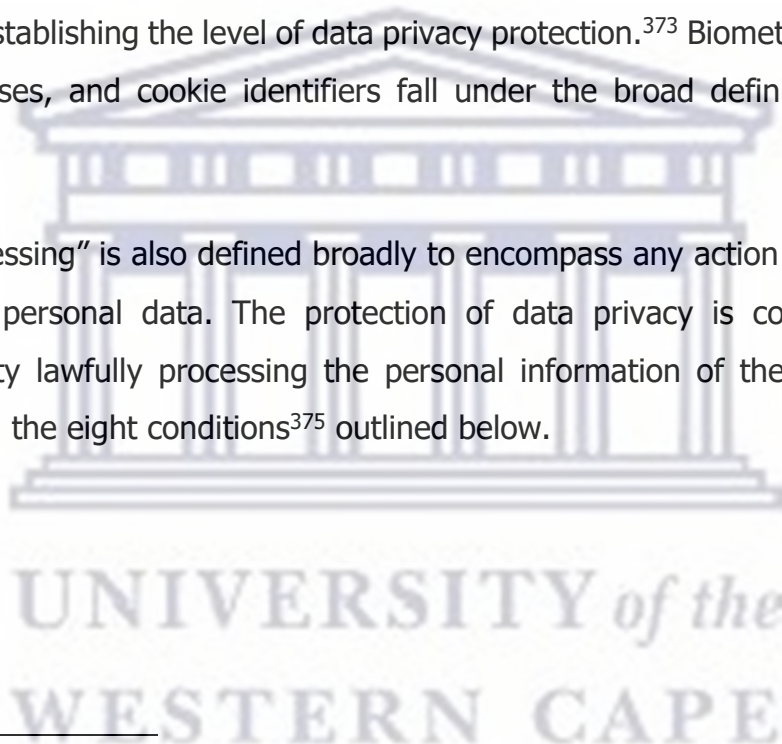 stablishing the level of data privacy protection.373 Biomet
ses, and cookie identifiers fall under the broad defin
essing” is also defined broadly to encompass any action
personal data. The protection of data privacy is co
ty lawfully processing the personal information of the
the eight conditions375 outlined below.
UNIVERSITY of the
WESTERN CAPE